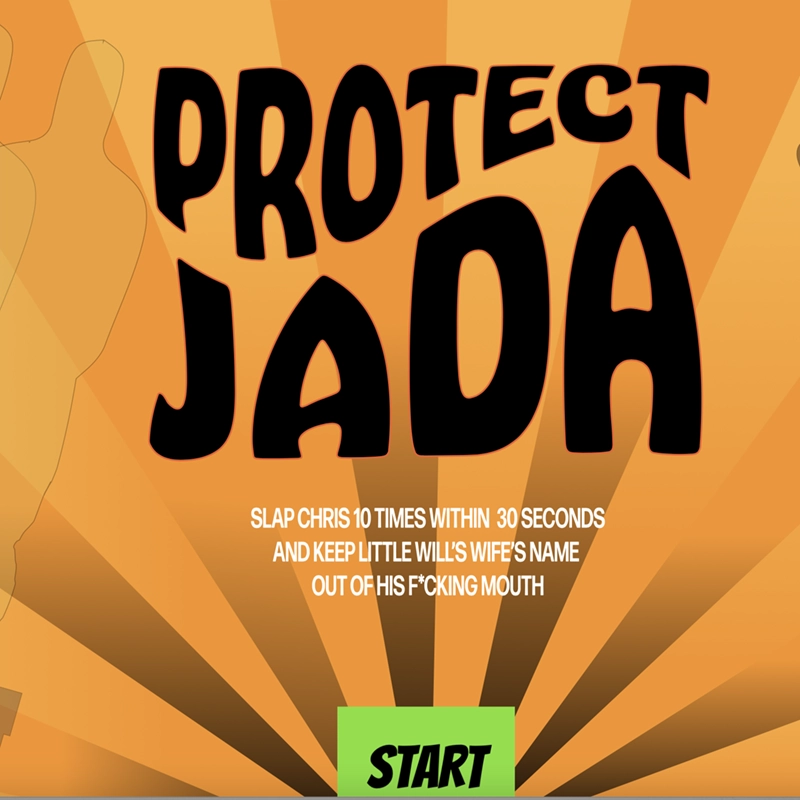 PROTECT
JADA
SLAP CHRIS 10 TIMES WITHIN 30 SECONDS
AND KEEP LITTLE WILL'S WIFE'S NAME
OUT OF HIS F*CKING MOUTH
START